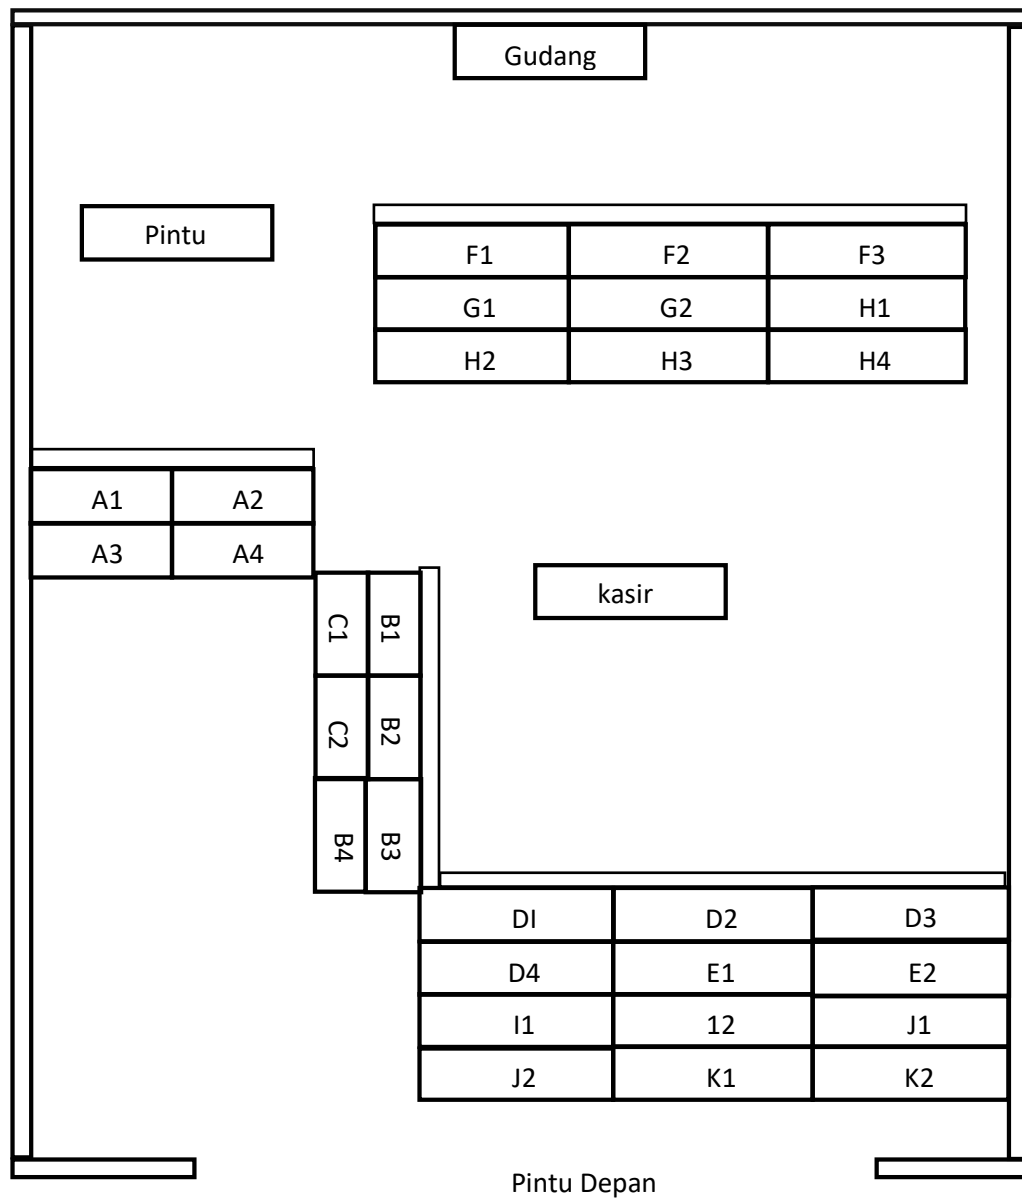 Gudang
Pintu
F1 F2 F3
G1 G2 H1
H2 H3 H4
A1 A2
A3 A4
kasir
C1 B1
C2 B2
B4 B3
DI D2 D3
D4 E1 E2
I1 12 J1
J2 K1 K2
Pintu Depan